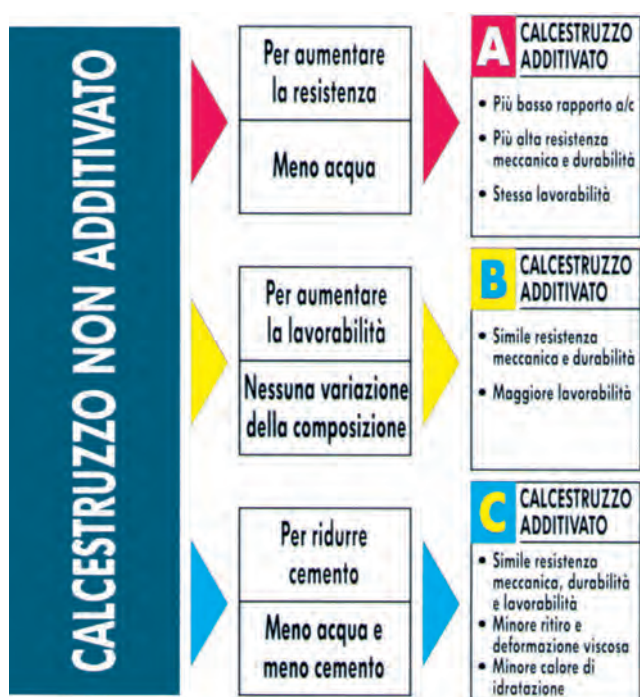 CALCESTRUZZO NON ADDITIVATO
Per aumentare
la resistenza
Meno acqua
A CALCESTRUZZO
ADDITIVATO
• Più basso rapporto a/c
• Più alta resistenza
meccanica e durabilità
• Stessa lavorabilità
Per aumentare
la lavorabilità
Nessuna variazione
della composizione
B CALCESTRUZZO
ADDITIVATO
• Simile resistenza
meccanica e durabilità
• Maggiore lavorabilità
Per ridurre
cemento
Meno acqua e
meno cemento
C CALCESTRUZZO
ADDITIVATO
• Simile resistenza
meccanica, durabilità
e lavorabilità
• Minore ritiro e
deformazione viscosa
• Minore calore di
idratazione